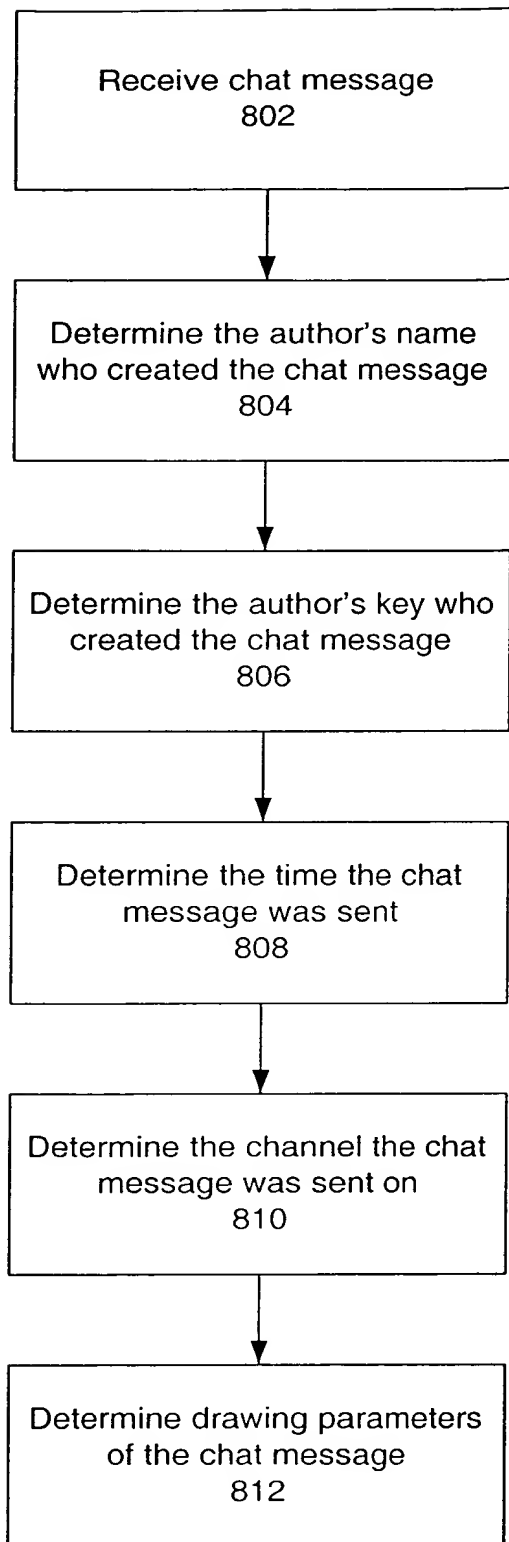 Receive chat message
802
Determine the author's name
who created the chat message
804
Determine the author's key who
created the chat message
806
Determine the time the chat
message was sent
808
Determine the channel the chat
message was sent on
810
Determine drawing parameters
of the chat message
812